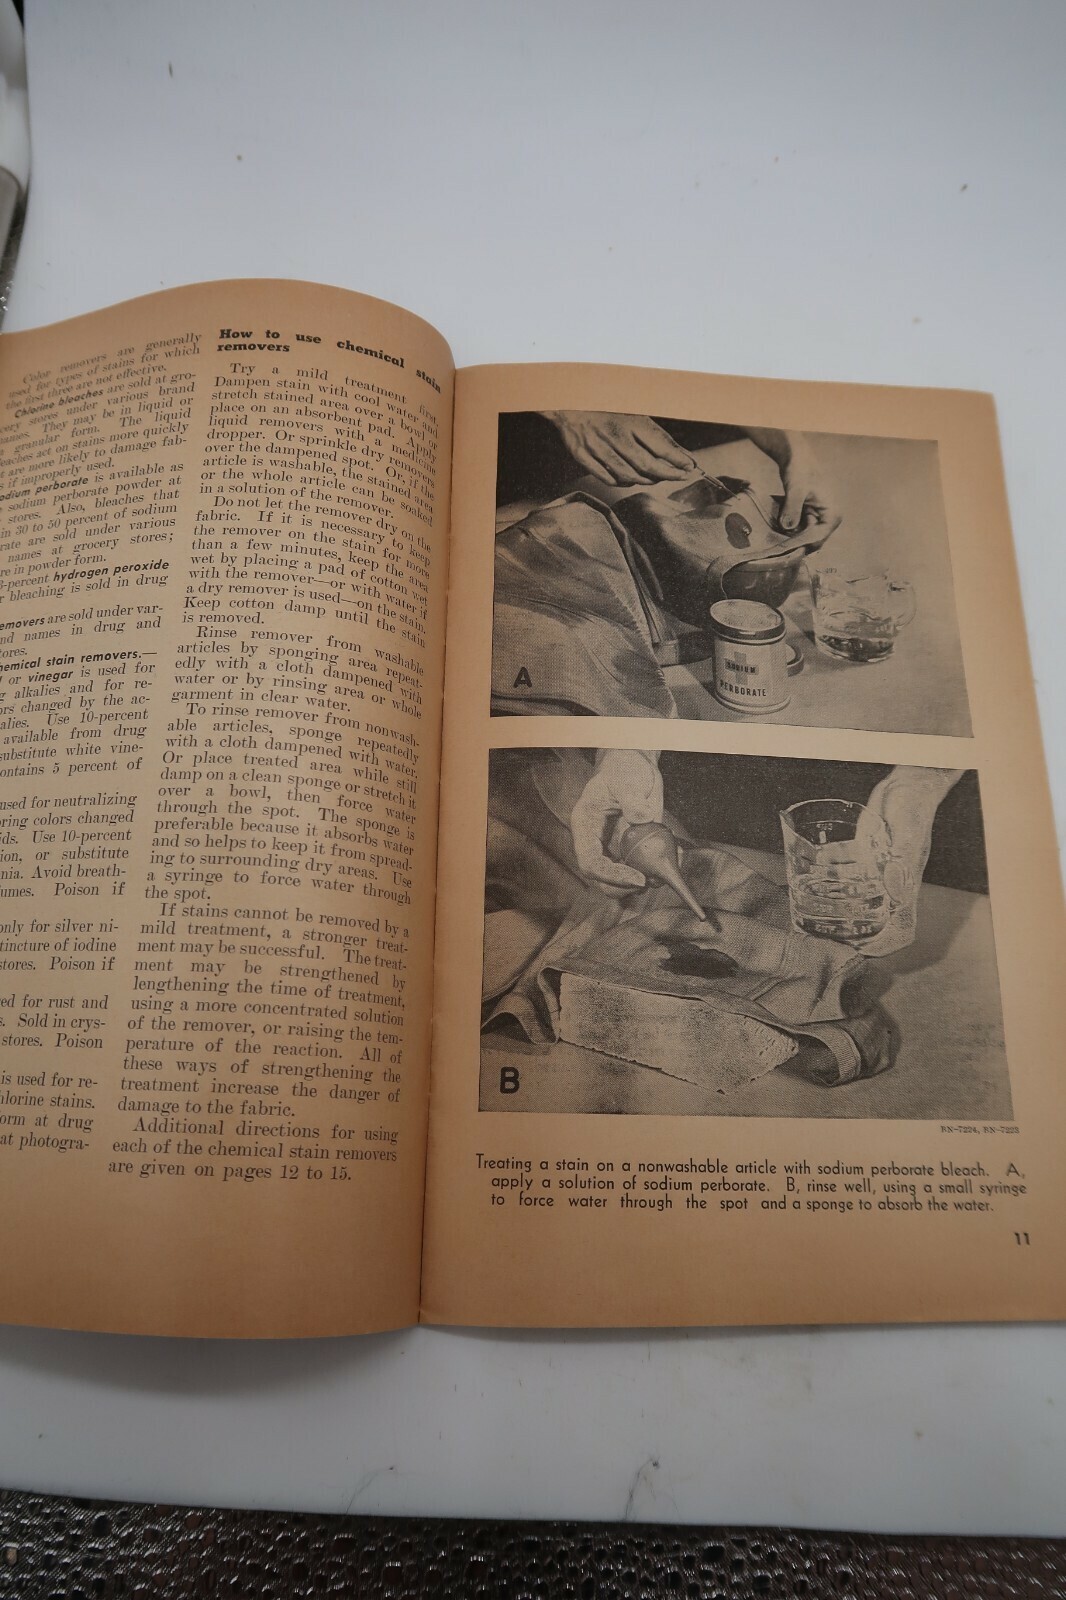 Color removers are generally
used for types of stains for which
the first three are not effective.
Chlorine bleaches are sold at gro-
stores under various brand
They may be in liquid or
granular form. The liquid
act on stains more quickly
are more likely to damage fab-
if improperly used.
perborate is available as
sodium perborate powder at
stores. Also, bleaches that
30 to 50 percent of sodium
are sold under various
names at grocery stores;
in powder form.
-percent hydrogen peroxide
bleaching is sold in drug
are sold under var-
names in drug and
stain removers.—
or vinegar is used for
alkalies and for re-
changed by the ac-
Use 10-percent
available from drug
substitute white vine-
5 percent of
used for neutralizing
colors changed
Use 10-percent
or substitute
Avoid breath-
Poison if
only for silver ni-
tincture of iodine
stores. Poison if
for rust and
Sold in crys-
stores. Poison
is used for re-
stains.
at drug
at photogra-
How to use chemical stain
removers
Try a mild treatment first.
Dampen stain with cool water and
stretch stained area over a bowl or
place on an absorbent pad. Apply
liquid removers with a medicine
dropper. Or sprinkle dry removers
over the dampened spot. Or, if the
article is washable, the stained area
or the whole article can be soaked
in a solution of the remover.
Do not let the remover dry on the
fabric. If it is necessary to keep
the remover on the stain for more
than a few minutes, keep the area
wet by placing a pad of cotton wet
with the remover—or with water if
a dry remover is used—on the stain.
Keep cotton damp until the stain
is removed.
Rinse remover from washable
articles by sponging area repeat-
edly with a cloth dampened with
water or by rinsing area or whole
garment in clear water.
To rinse remover from nonwash-
able articles, sponge repeatedly
with a cloth dampened with water.
Or place treated area while still
damp on a clean sponge or stretch it
over a bowl, then force water
through the spot. The sponge is
preferable because it absorbs water
and so helps to keep it from spread-
ing to surrounding dry areas. Use
a syringe to force water through
the spot.
If stains cannot be removed by a
mild treatment, a stronger treat-
ment may be successful. The treat-
ment may be strengthened by
lengthening the time of treatment,
using a more concentrated solution
of the remover, or raising the tem-
perature of the reaction. All of
these ways of strengthening the
treatment increase the danger of
damage to the fabric.
Additional directions for using
each of the chemical stain removers
are given on pages 12 to 15.
A
SODIUM
PERBORATE
B
BN-7224, BN-7223
Treating a stain on a nonwashable article with sodium perborate bleach. A,
apply a solution of sodium perborate. B, rinse well, using a small syringe
to force water through the spot and a sponge to absorb the water.
11